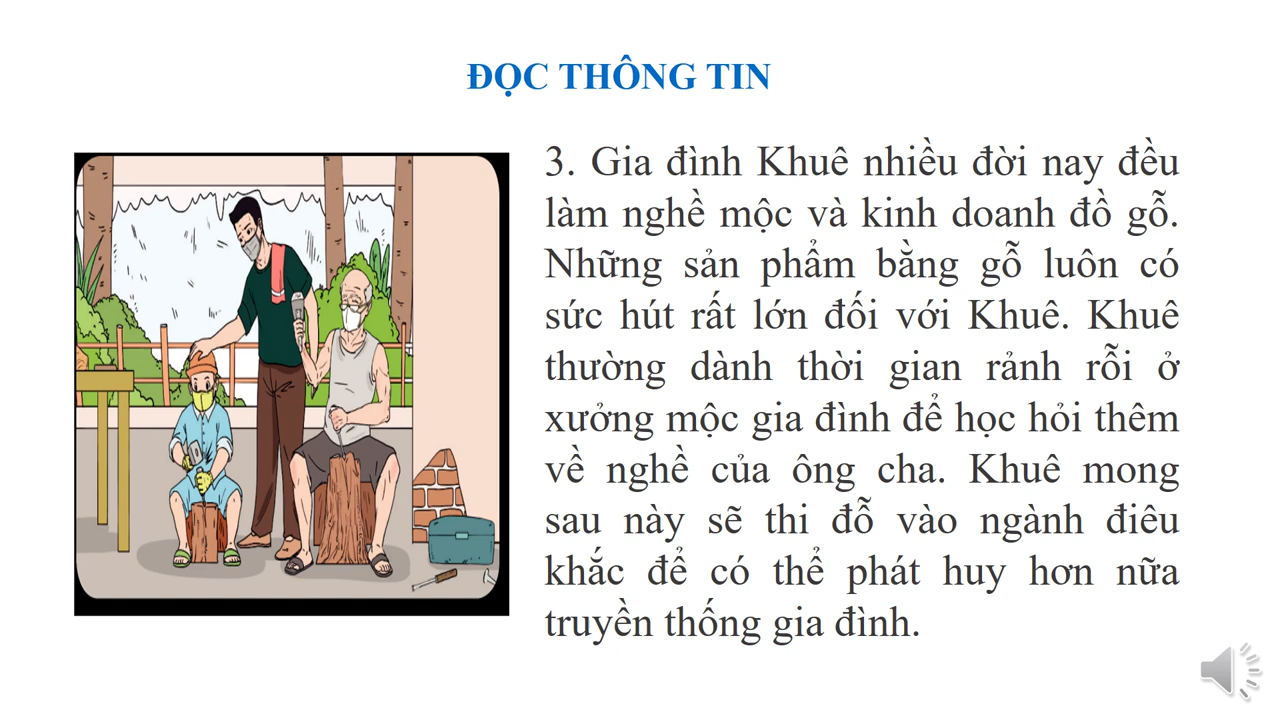 ĐỌC THÔNG TIN
3. Gia đình Khuê nhiều đời nay đều
làm nghề mộc và kinh doanh đồ gỗ.
Những sản phẩm bằng gỗ luôn có
sức hút rất lớn đối với Khuê. Khuê
thường dành thời gian rảnh rỗi ở
xưởng mộc gia đình để học hỏi thêm
về nghề của ông cha. Khuê mong
sau này sẽ thi đỗ vào ngành điêu
khắc để có thể phát huy hơn nữa
truyền thống gia đình.